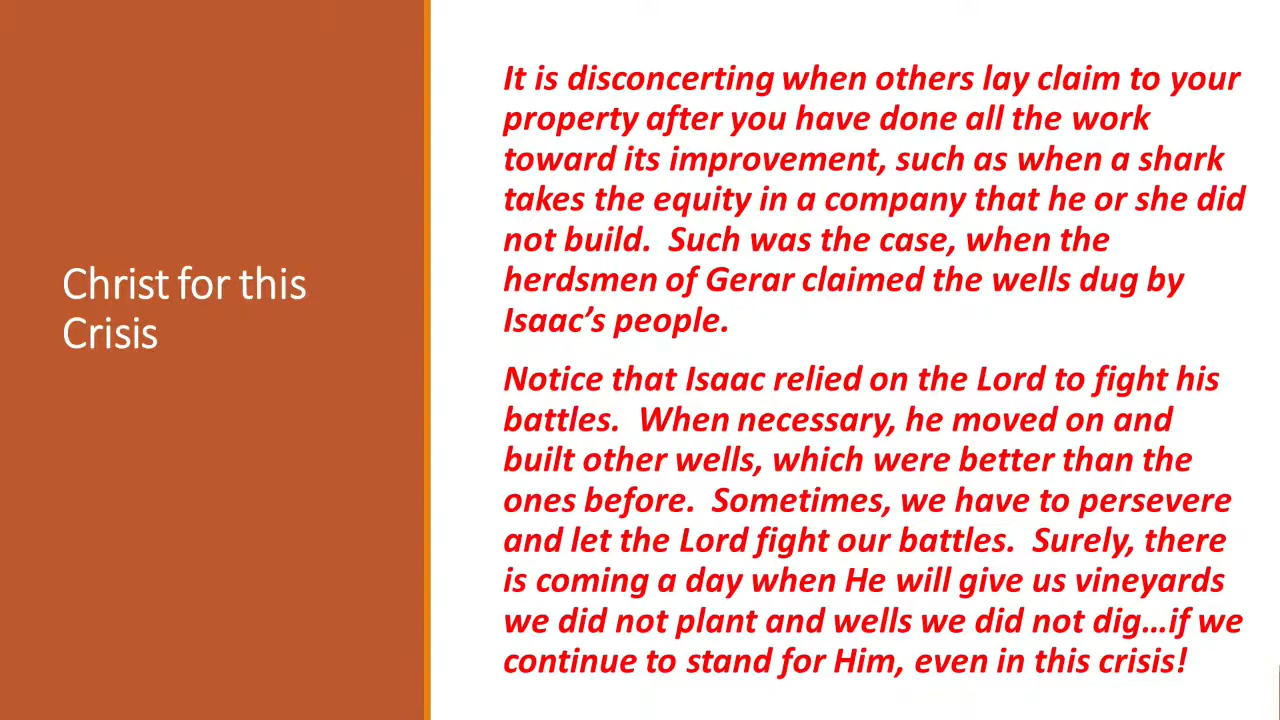 Christ for this
Crisis
It is disconcerting when others lay claim to your
property after you have done all the work
toward its improvement, such as when a shark
takes the equity in a company that he or she did
not build.  Such was the case, when the
herdsmen of Gerar claimed the wells dug by
Isaac’s people.
Notice that Isaac relied on the Lord to fight his
battles.  When necessary, he moved on and
built other wells, which were better than the
ones before.  Sometimes, we have to persevere
and let the Lord fight our battles.  Surely, there
is coming a day when He will give us vineyards
we did not plant and wells we did not dig…if we
continue to stand for Him, even in this crisis!